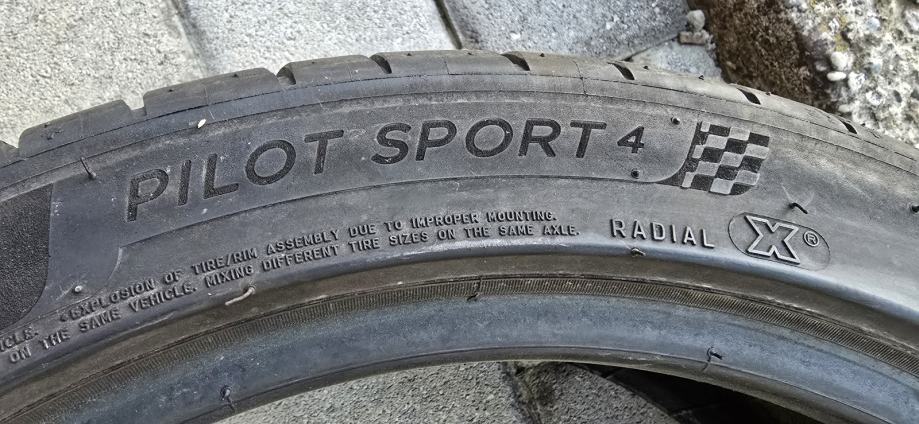 PILOT SPORT 4
•EXPLOSION OF TIRE/RIM ASSEMBLY DUE TO IMPROPER MOUNTING.
ON THE SAME VEHICLE. MIXING DIFFERENT TIRE SIZES ON THE SAME AXLE.
RADIAL X®